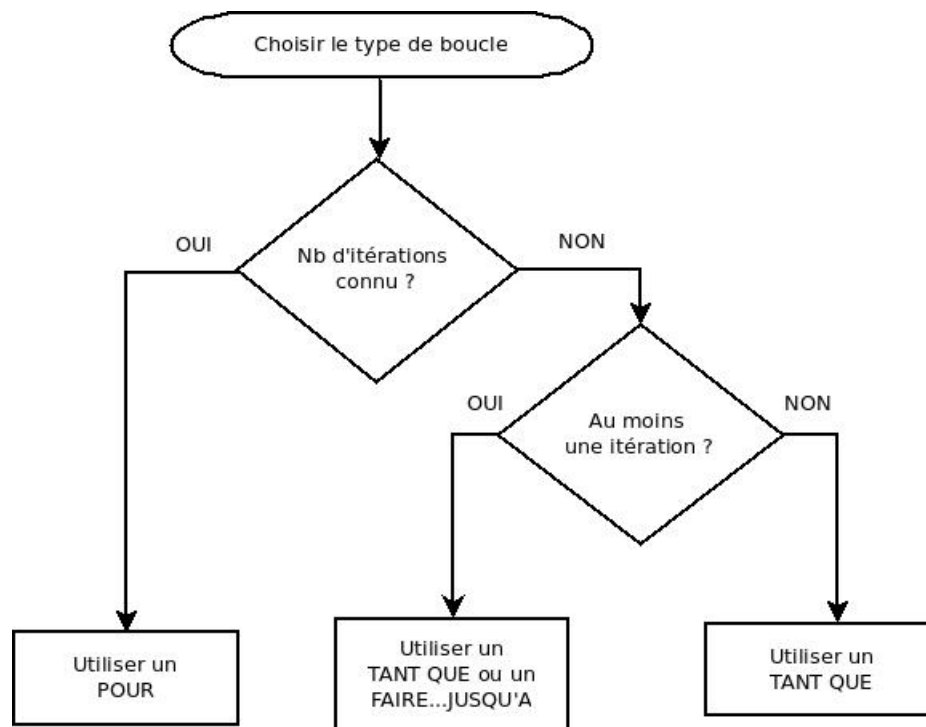 Choisir le type de boucle
OUI
NON
Nb d'itérations
connu ?
OUI
NON
Au moins
une itération ?
Utiliser un
POUR
Utiliser un
TANT QUE ou un
FAIRE...JUSQU'A
Utiliser un
TANT QUE